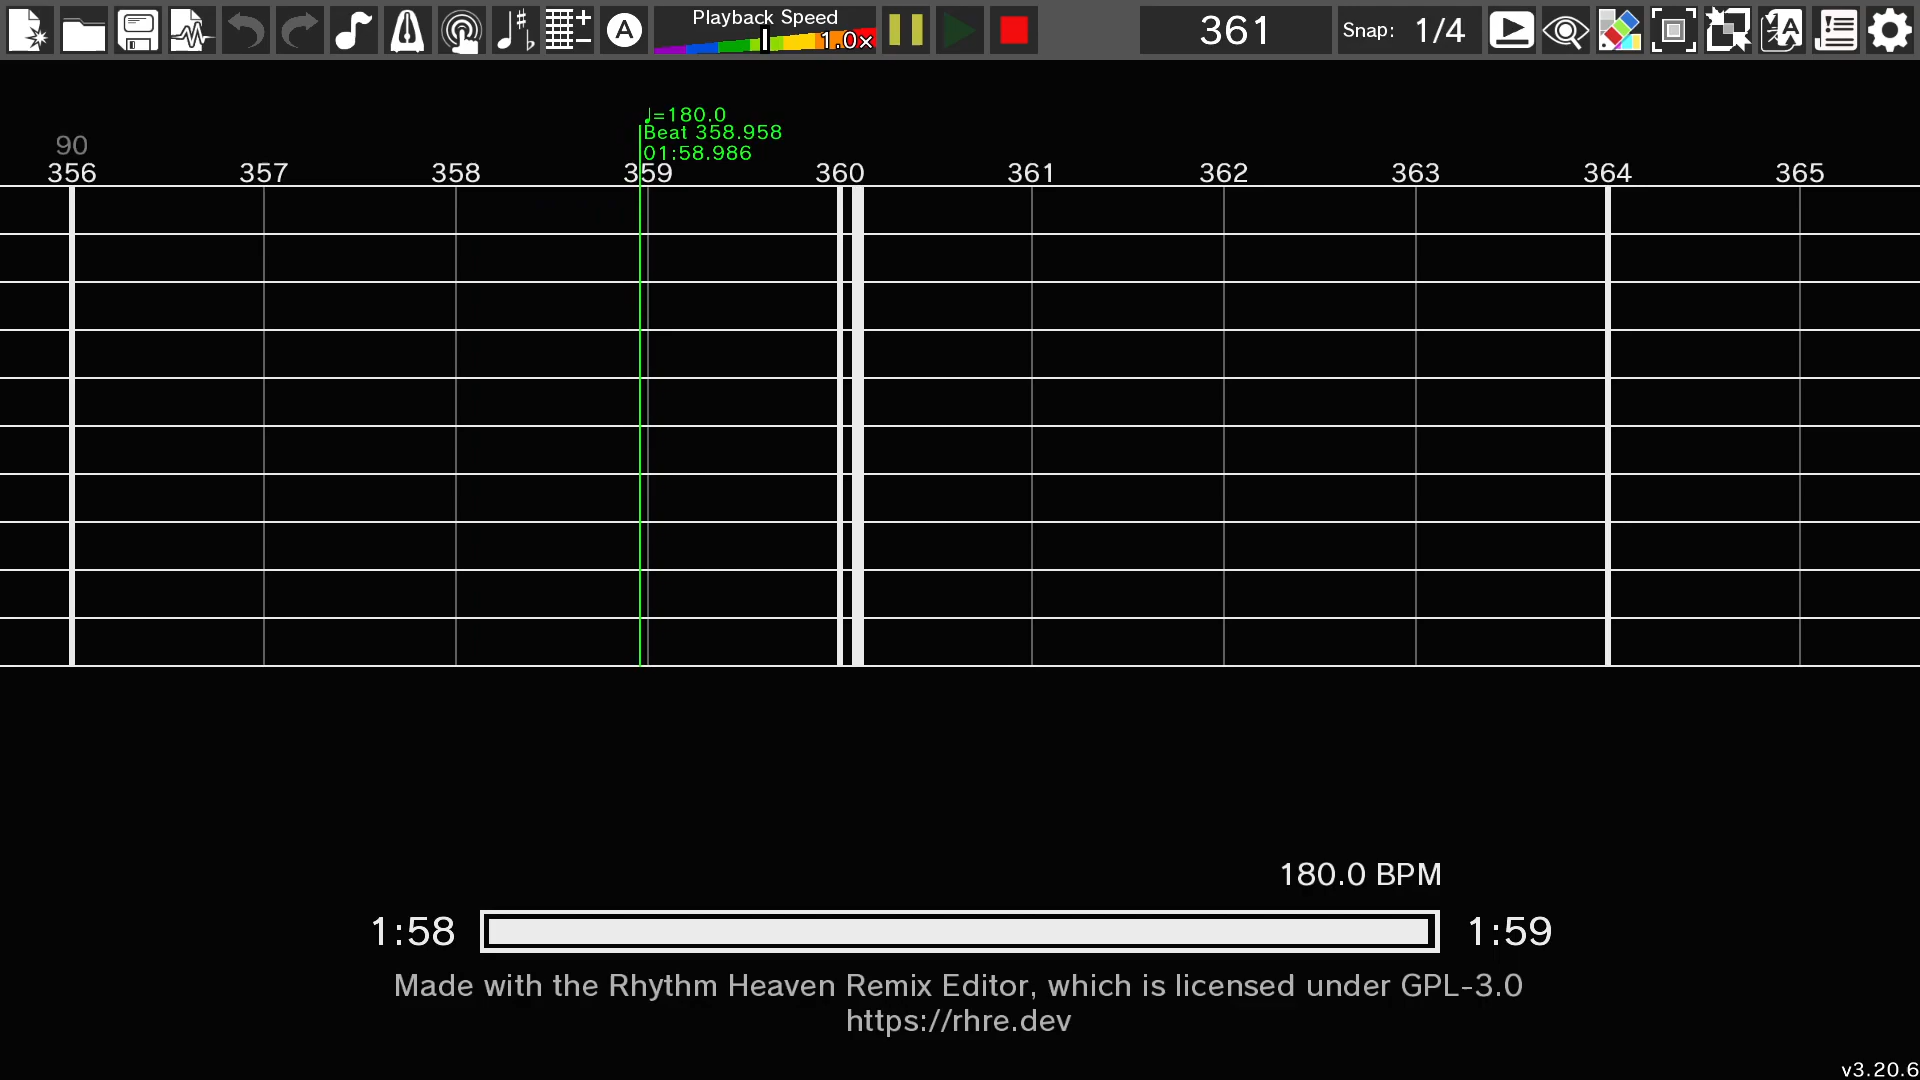 Playback Speed
1.0x
361
Snap: 1/4
A
♩=180.0
Beat 358.958
01:58.986
90
356 357 358 359 360 361 362 363 364 365
180.0 BPM
1:58 1:59
Made with the Rhythm Heaven Remix Editor, which is licensed under GPL-3.0
https://rhre.dev
v3.20.6